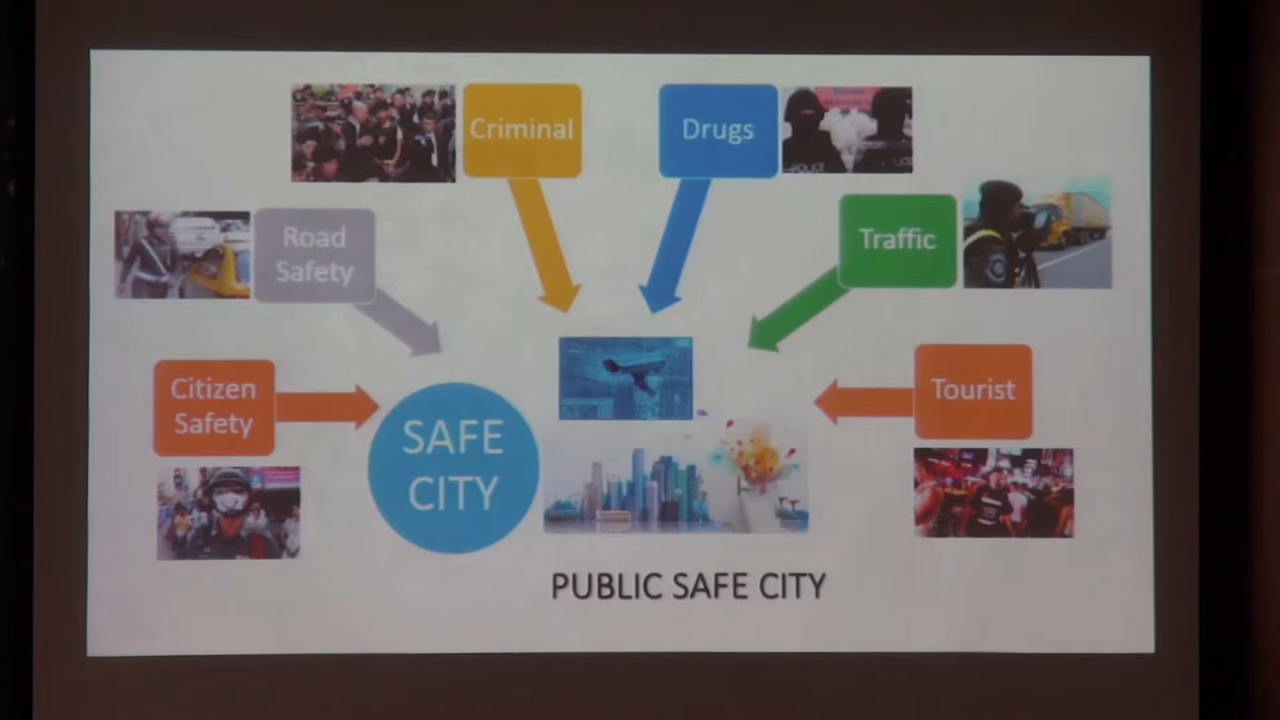 Criminal
Drugs
Road
Safety
Traffic
Citizen
Safety
Tourist
SAFE
CITY
PUBLIC SAFE CITY